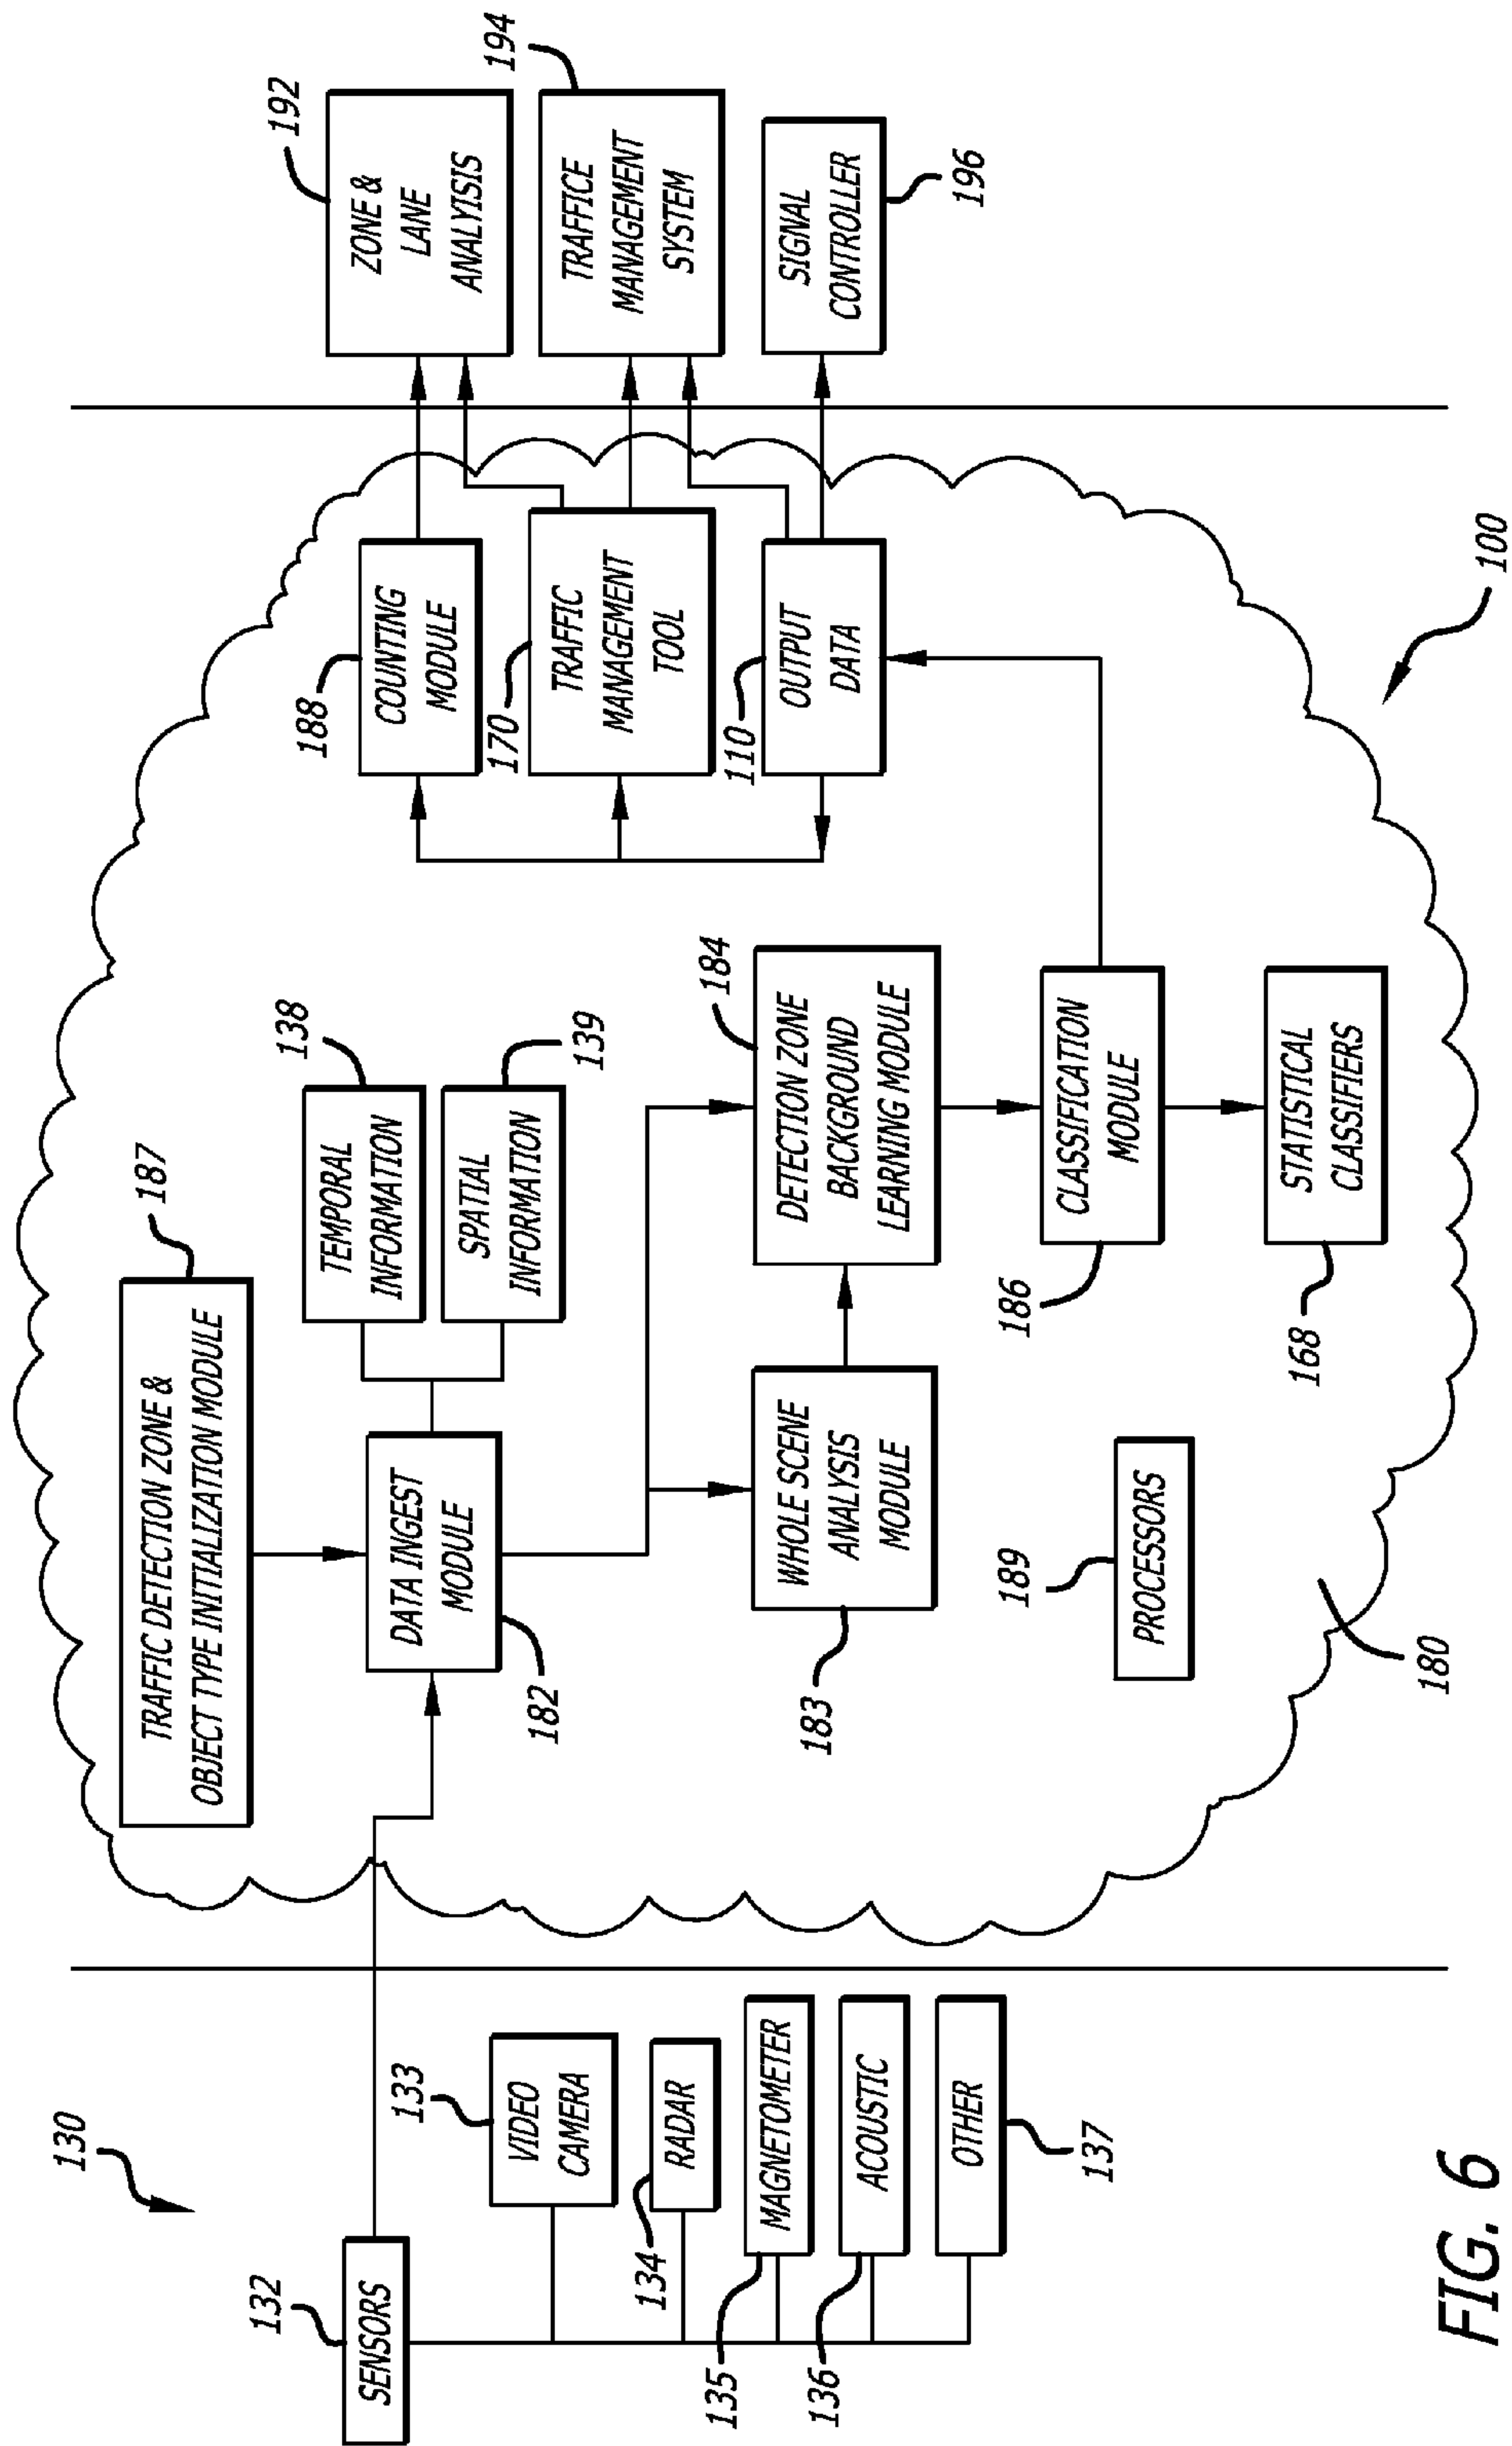 130
132
SENSORS
133
VIDEO
CAMERA
134
RADAR
135
MAGNETOMETER
136
ACOUSTIC
OTHER
137
187
TRAFFIC DETECTION ZONE &
OBJECT TYPE INITIALIZATION MODULE
138
TEMPORAL
INFORMATION
SPATIAL
INFORMATION
139
DATA INGEST
MODULE
182
WHOLE SCENE
ANALYSIS
MODULE
183
184
DETECTION ZONE
BACKGROUND
LEARNING MODULE
CLASSIFICATION
MODULE
186
STATISTICAL
CLASSIFIERS
168
189
PROCESSORS
180
188
COUNTING
MODULE
170
TRAFFIC
MANAGEMENT
TOOL
110
OUTPUT
DATA
100
192
ZONE &
LANE
ANALYISIS
194
TRAFFICE
MANAGEMENT
SYSTEM
SIGNAL
CONTROLLER
196
FIG. 6